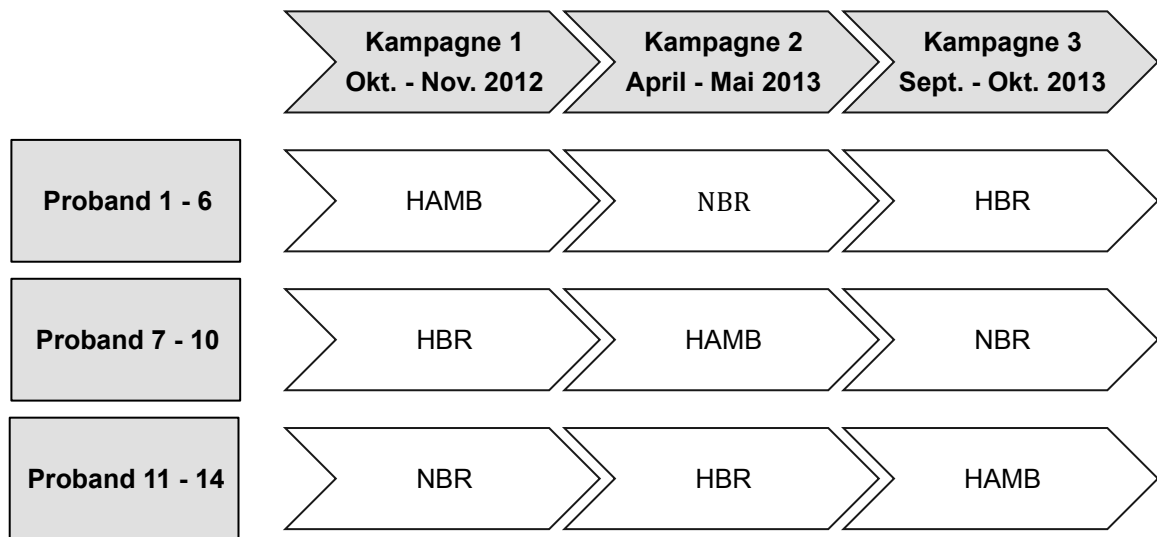 Kampagne 1
Okt. - Nov. 2012
Kampagne 2
April - Mai 2013
Kampagne 3
Sept. - Okt. 2013
Proband 1 - 6
HAMB
NBR
HBR
Proband 7 - 10
HBR
HAMB
NBR
Proband 11 - 14
NBR
HBR
HAMB